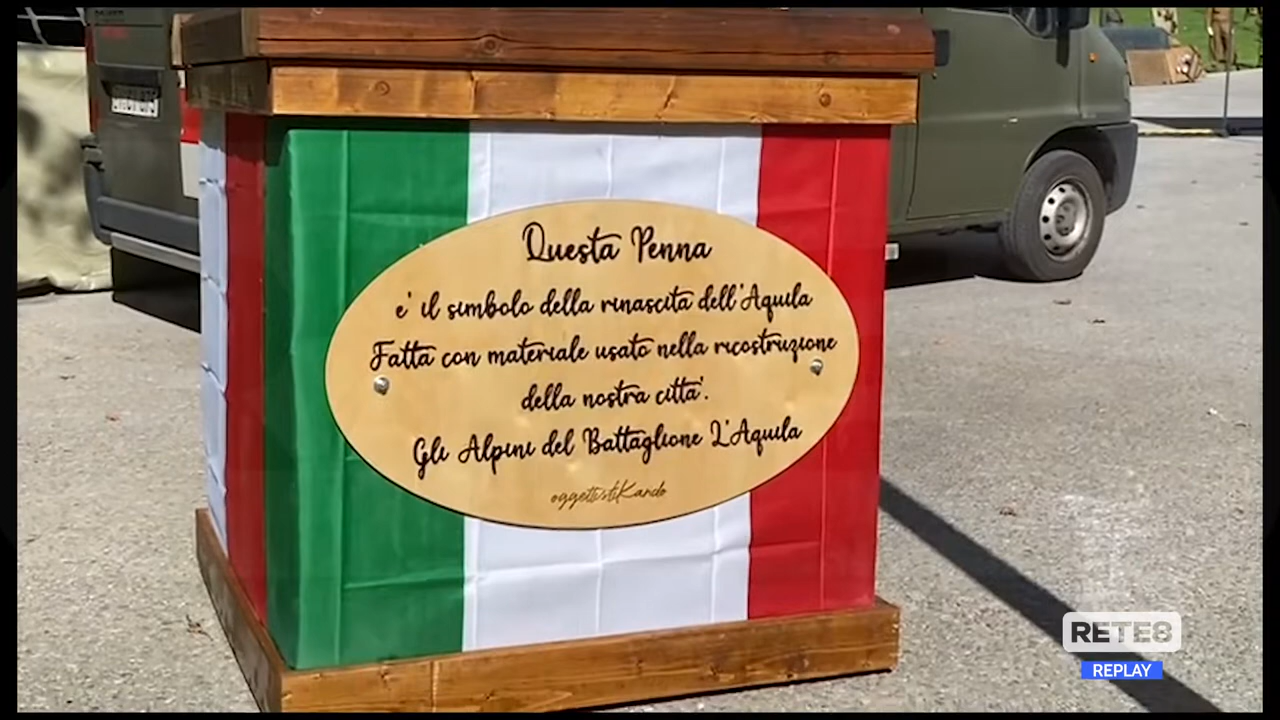 Questa Penna
e' il simbolo della rinascita dell'Aquila
Fatta con materiale usato nella ricostruzione
della nostra citta'.
Gli Alpini del Battaglione L'Aquila
RETE8
REPLAY